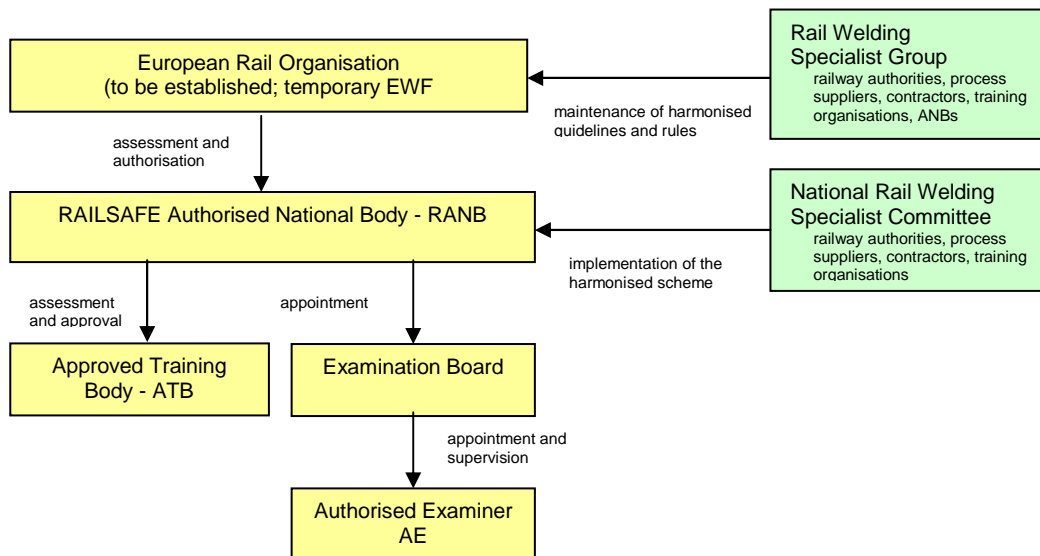 European Rail Organisation
(to be established; temporary EWF
Rail Welding
Specialist Group
railway authorities, process
suppliers, contractors, training
organisations, ANBs
maintenance of harmonised
guidelines and rules
assessment and
authorisation
RAILSAFE Authorised National Body - RANB
National Rail Welding
Specialist Committee
railway authorities, process
suppliers, contractors, training
organisations
implementation of the
harmonised scheme
assessment
and approval
appointment
Approved Training
Body - ATB
Examination Board
appointment and
supervision
Authorised Examiner
AE